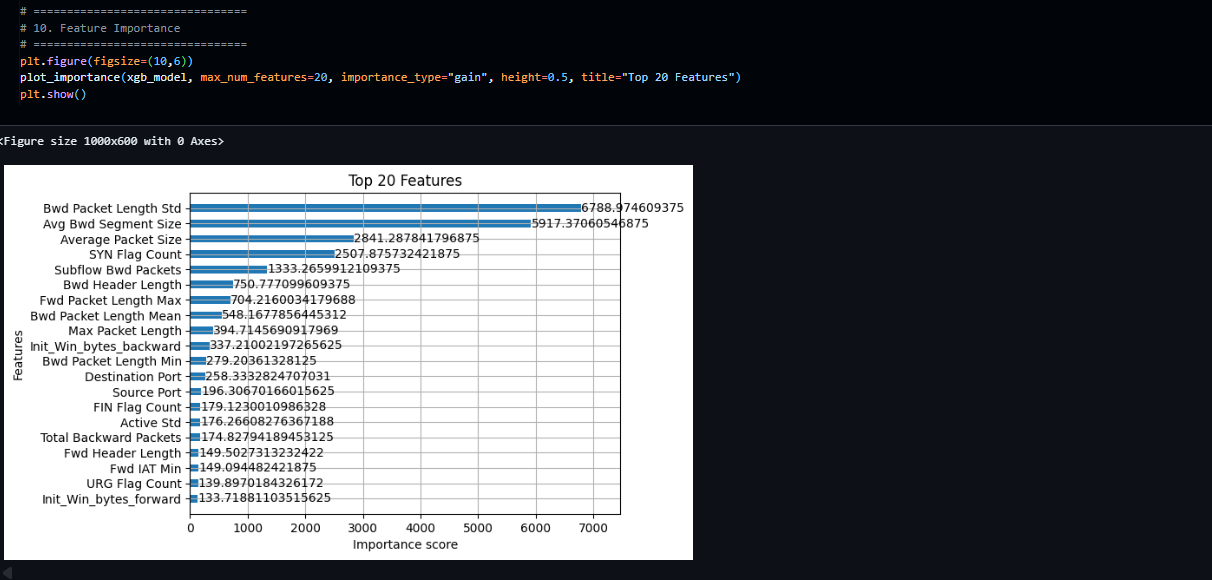 # ================================
# 10. Feature Importance
# ================================
plt.figure(figsize=(10,6))
plot_importance(xgb_model, max_num_features=20, importance_type="gain", height=0.5, title="Top 20 Features")
plt.show()
<Figure size 1000x600 with 0 Axes>
Top 20 Features
Bwd Packet Length Std 6788.974609375
Avg Bwd Segment Size 5917.37060546875
Average Packet Size 2841.287841796875
SYN Flag Count 2507.875732421875
Subflow Bwd Packets 1333.2659912109375
Bwd Header Length 750.777099609375
Fwd Packet Length Max 704.2160034179688
Bwd Packet Length Mean 548.1677856445312
Max Packet Length 394.7145690917969
Init_Win_bytes_backward 337.21002197265625
Bwd Packet Length Min 279.20361328125
Destination Port 258.3332824707031
Source Port 196.30670166015625
FIN Flag Count 179.1230010986328
Active Std 176.26608276367188
Total Backward Packets 174.82794189453125
Fwd Header Length 149.5027313232422
Fwd IAT Min 149.094482421875
URG Flag Count 139.8970184326172
Init_Win_bytes_forward 133.71881103515625
Features
0 1000 2000 3000 4000 5000 6000 7000
Importance score